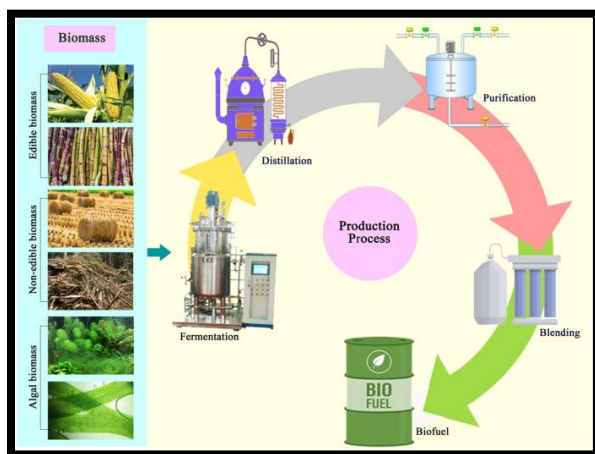 Biomass
Edible biomass
Non-edible biomass
Algal biomass
Fermentation
Distillation
Purification
Production
Process
Blending
BIO
FUEL
Biofuel